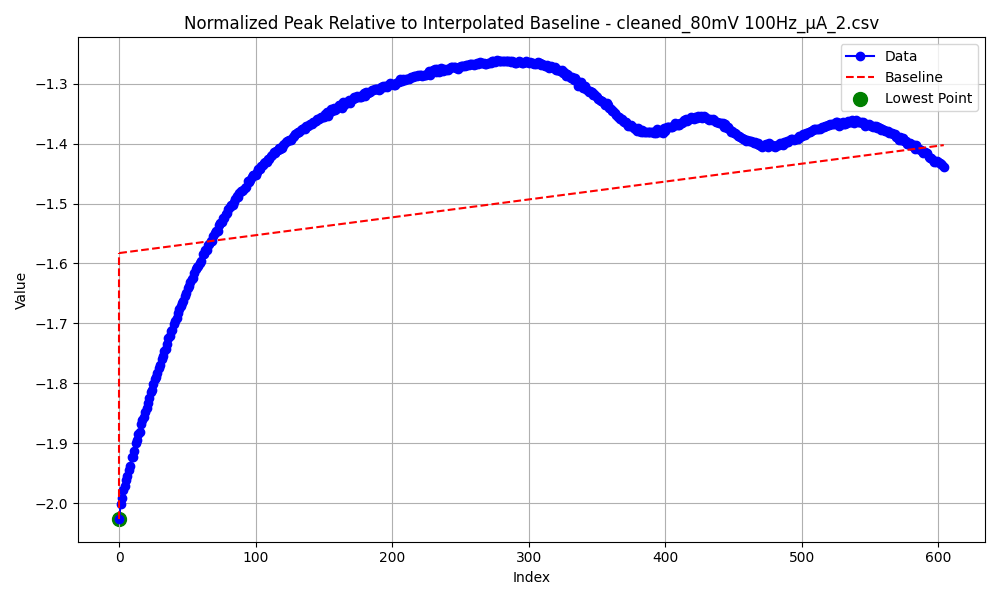 Normalized Peak Relative to Interpolated Baseline - cleaned_80mV 100Hz_μA_2.csv
Data
Baseline
Lowest Point
−1.3
−1.4
−1.5
−1.6
−1.7
−1.8
−1.9
−2.0
Value
0 100 200 300 400 500 600
Index